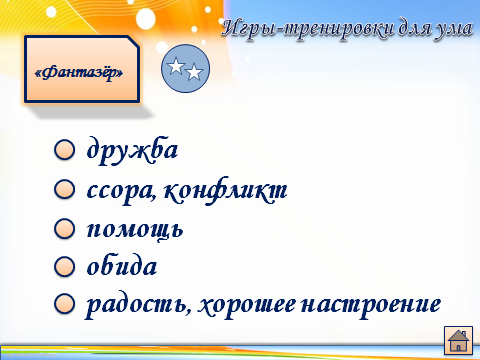 Игры-тренировки для ума
«Фантазёр»
дружба
ссора, конфликт
помощь
обида
радость, хорошее настроение